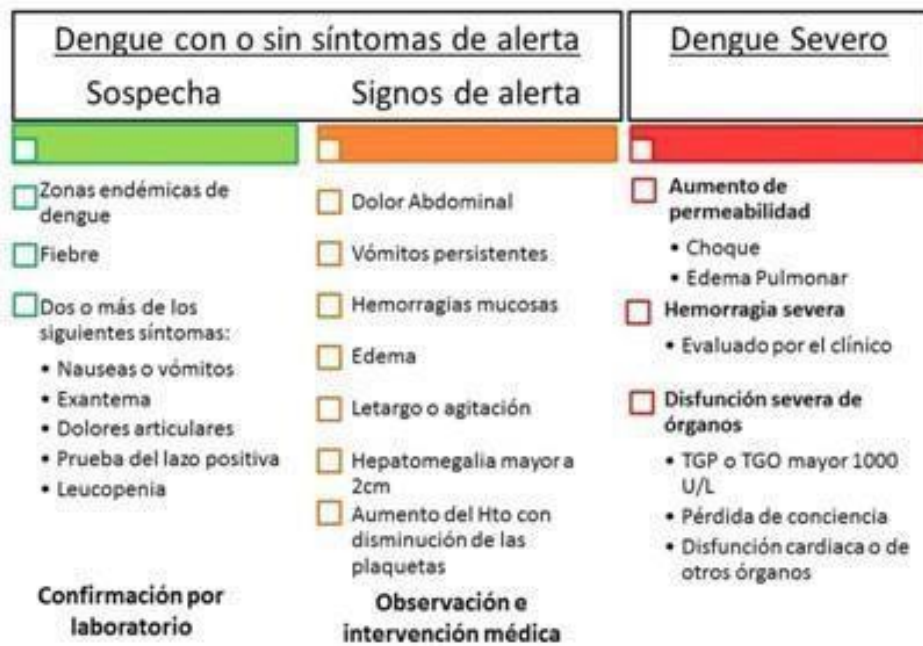 Dengue con o sin síntomas de alerta
Sospecha
Signos de alerta
Dengue Severo
Zonas endémicas de
dengue
Fiebre
Dos o más de los
siguientes síntomas:
• Nauseas o vómitos
• Exantema
• Dolores articulares
• Prueba del lazo positiva
• Leucopenia
Confirmación por
laboratorio
Dolor Abdominal
Vómitos persistentes
Hemorragias mucosas
Edema
Letargo o agitación
Hepatomegalia mayor a
2cm
Aumento del Hto con
disminución de las
plaquetas
Observación e
intervención médica
Aumento de
permeabilidad
• Choque
• Edema Pulmonar
Hemorragia severa
• Evaluado por el clínico
Disfunción severa de
órganos
• TGP o TGO mayor 1000
U/L
• Pérdida de conciencia
• Disfunción cardiaca o de
otros órganos